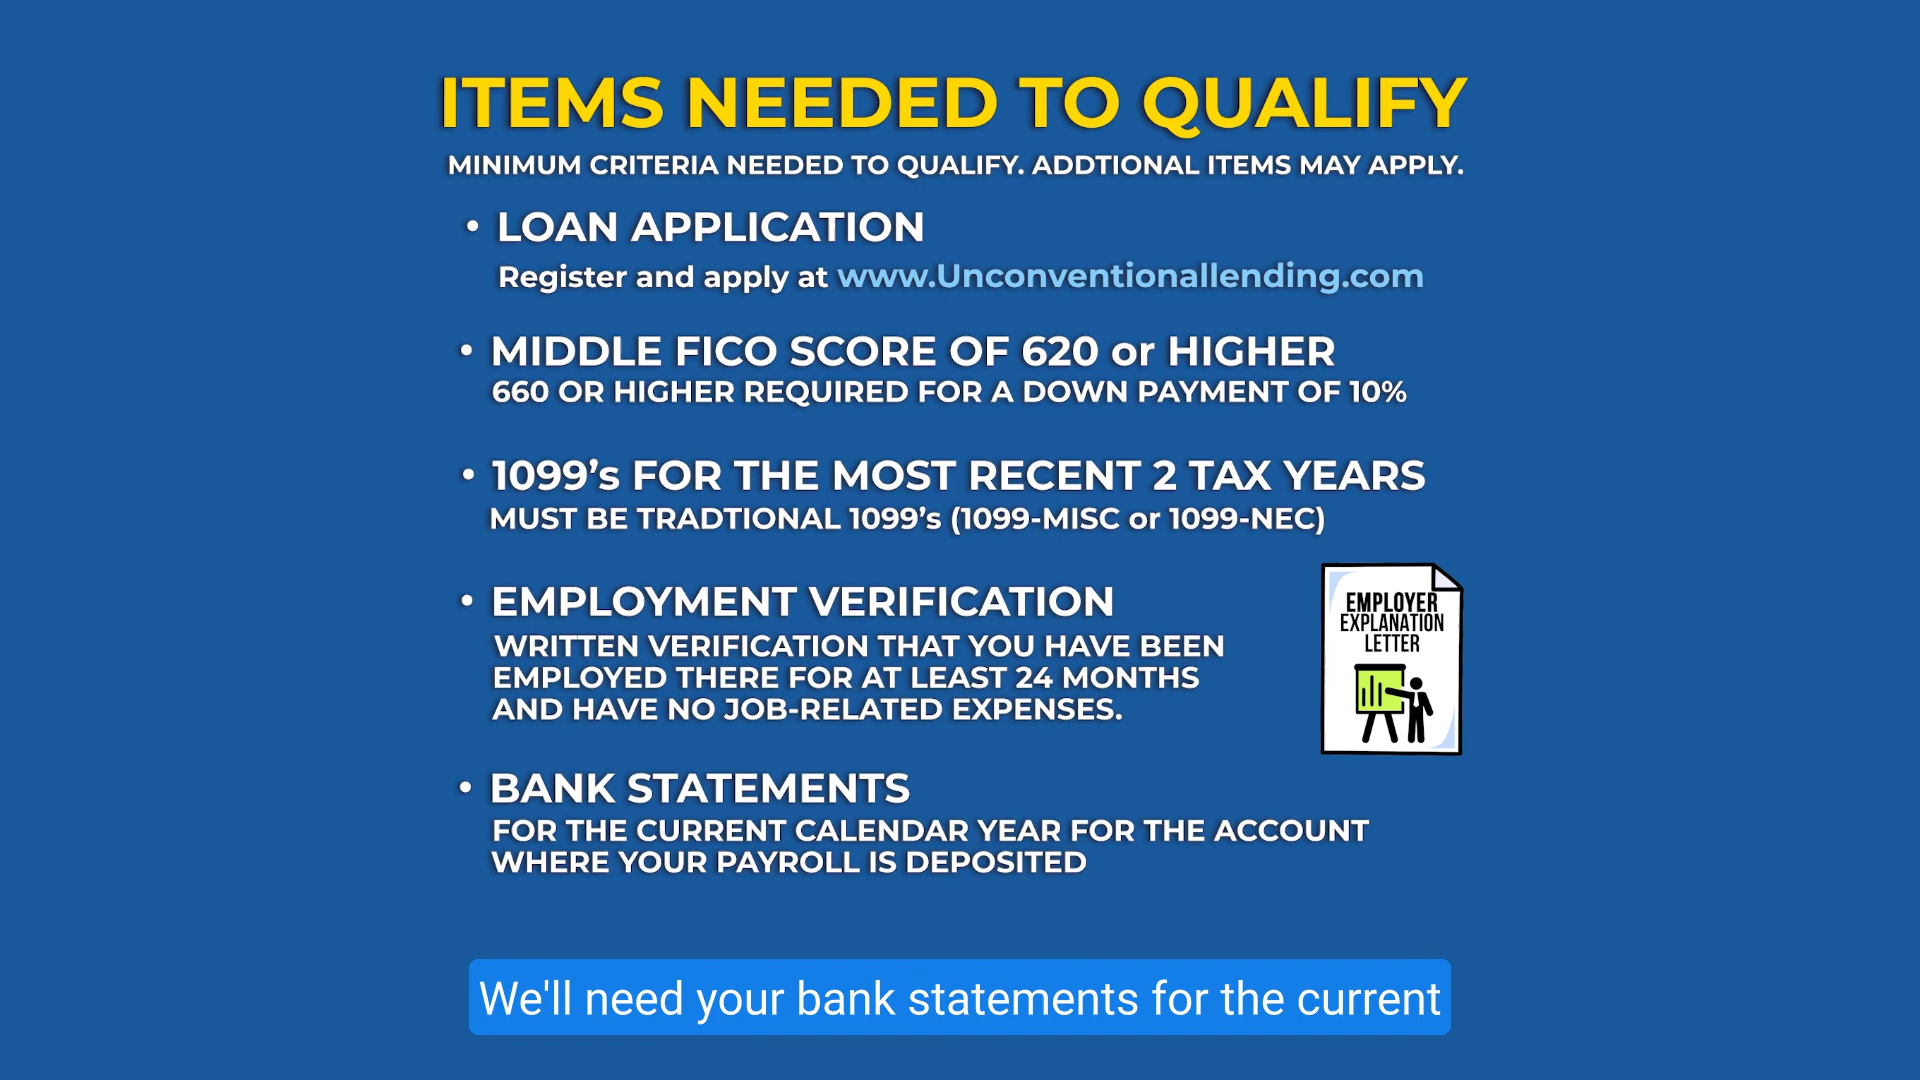 ITEMS NEEDED TO QUALIFY
MINIMUM CRITERIA NEEDED TO QUALIFY. ADDTIONAL ITEMS MAY APPLY.
• LOAN APPLICATION
Register and apply at www.Unconventionallending.com
• MIDDLE FICO SCORE OF 620 or HIGHER
660 OR HIGHER REQUIRED FOR A DOWN PAYMENT OF 10%
• 1099's FOR THE MOST RECENT 2 TAX YEARS
MUST BE TRADTIONAL 1099's (1099-MISC or 1099-NEC)
• EMPLOYMENT VERIFICATION
WRITTEN VERIFICATION THAT YOU HAVE BEEN
EMPLOYED THERE FOR AT LEAST 24 MONTHS
AND HAVE NO JOB-RELATED EXPENSES.
EMPLOYER
EXPLANATION
LETTER
• BANK STATEMENTS
FOR THE CURRENT CALENDAR YEAR FOR THE ACCOUNT
WHERE YOUR PAYROLL IS DEPOSITED
We'll need your bank statements for the current